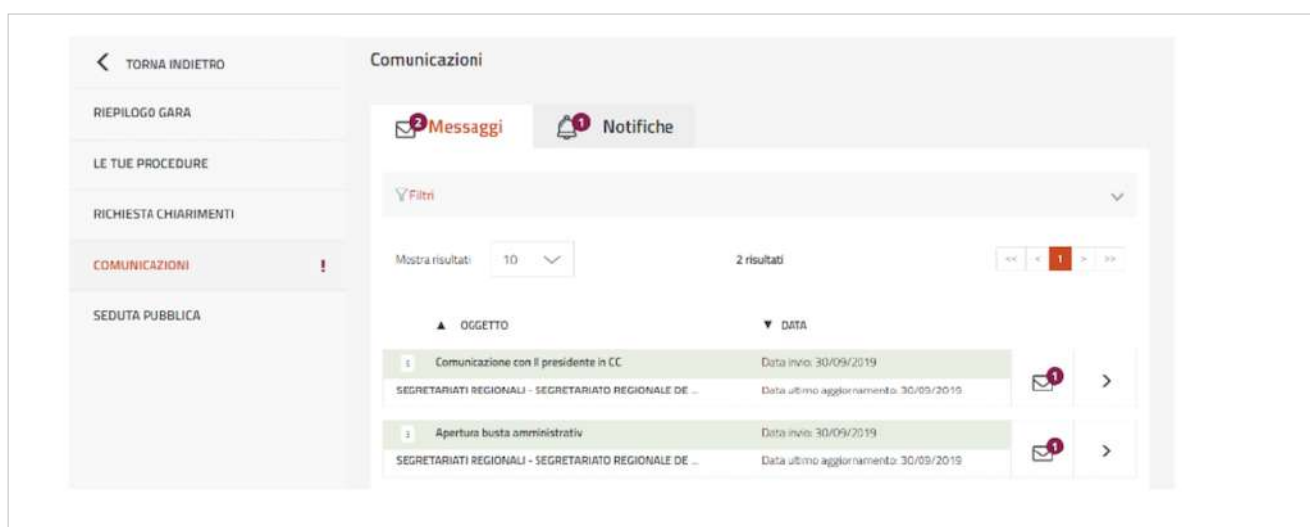 TORNA INDIETRO
RIEPILOGO GARA
LE TUE PROCEDURE
RICHIESTA CHIARIMENTI
COMUNICAZIONI !
SEDUTA PUBBLICA
Comunicazioni
2 Messaggi 1 Notifiche
Filtri
Mostra risultati 10 2 risultati << < 1 > >>
▲ OGGETTO ▼ DATA
Comunicazione con Il presidente in CC Data invio: 30/09/2019
SEGRETARIATI REGIONALI - SEGRETARIATO REGIONALE DE ... Data ultimo aggiornamento: 30/09/2019 1 >
Apertura busta amministrativ Data invio: 30/09/2019
SEGRETARIATI REGIONALI - SEGRETARIATO REGIONALE DE ... Data ultimo aggiornamento: 30/09/2019 1 >